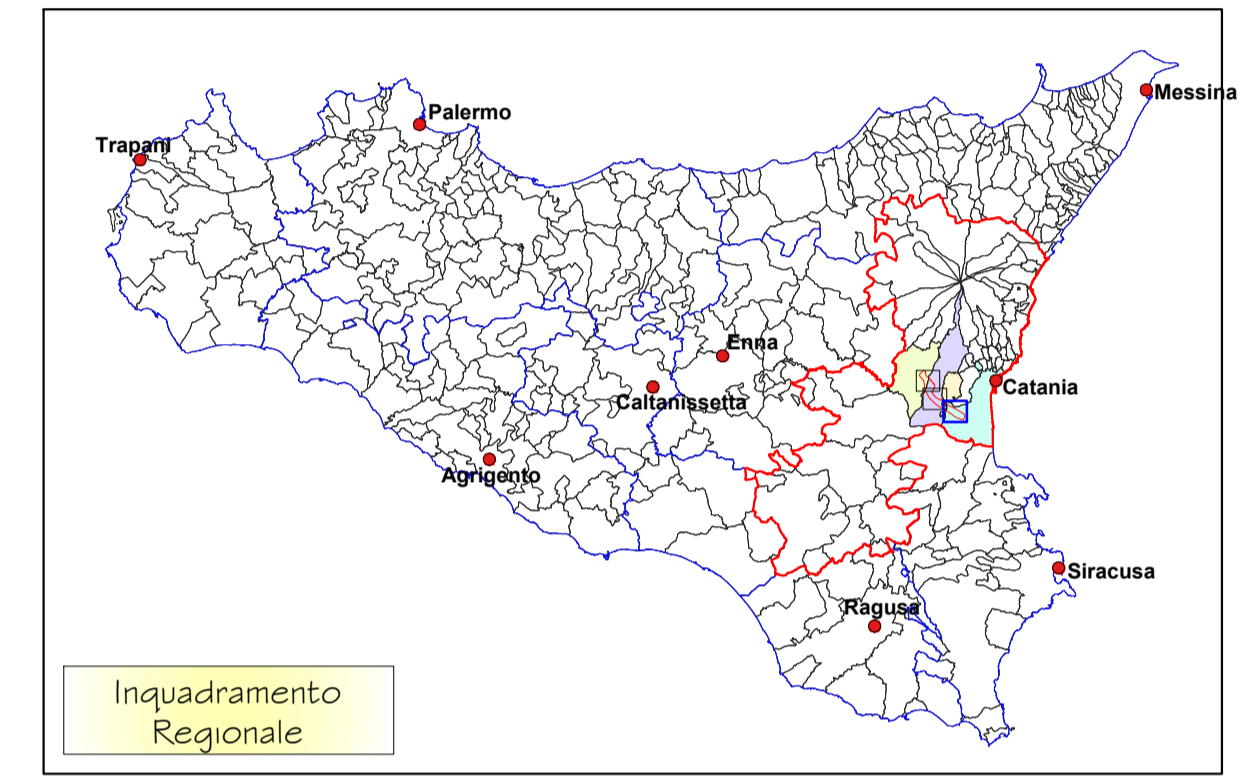 Messina
Palermo
Trapani
Enna
Catania
Caltanissetta
Agrigento
Siracusa
Ragusa
Inquadramento
Regionale